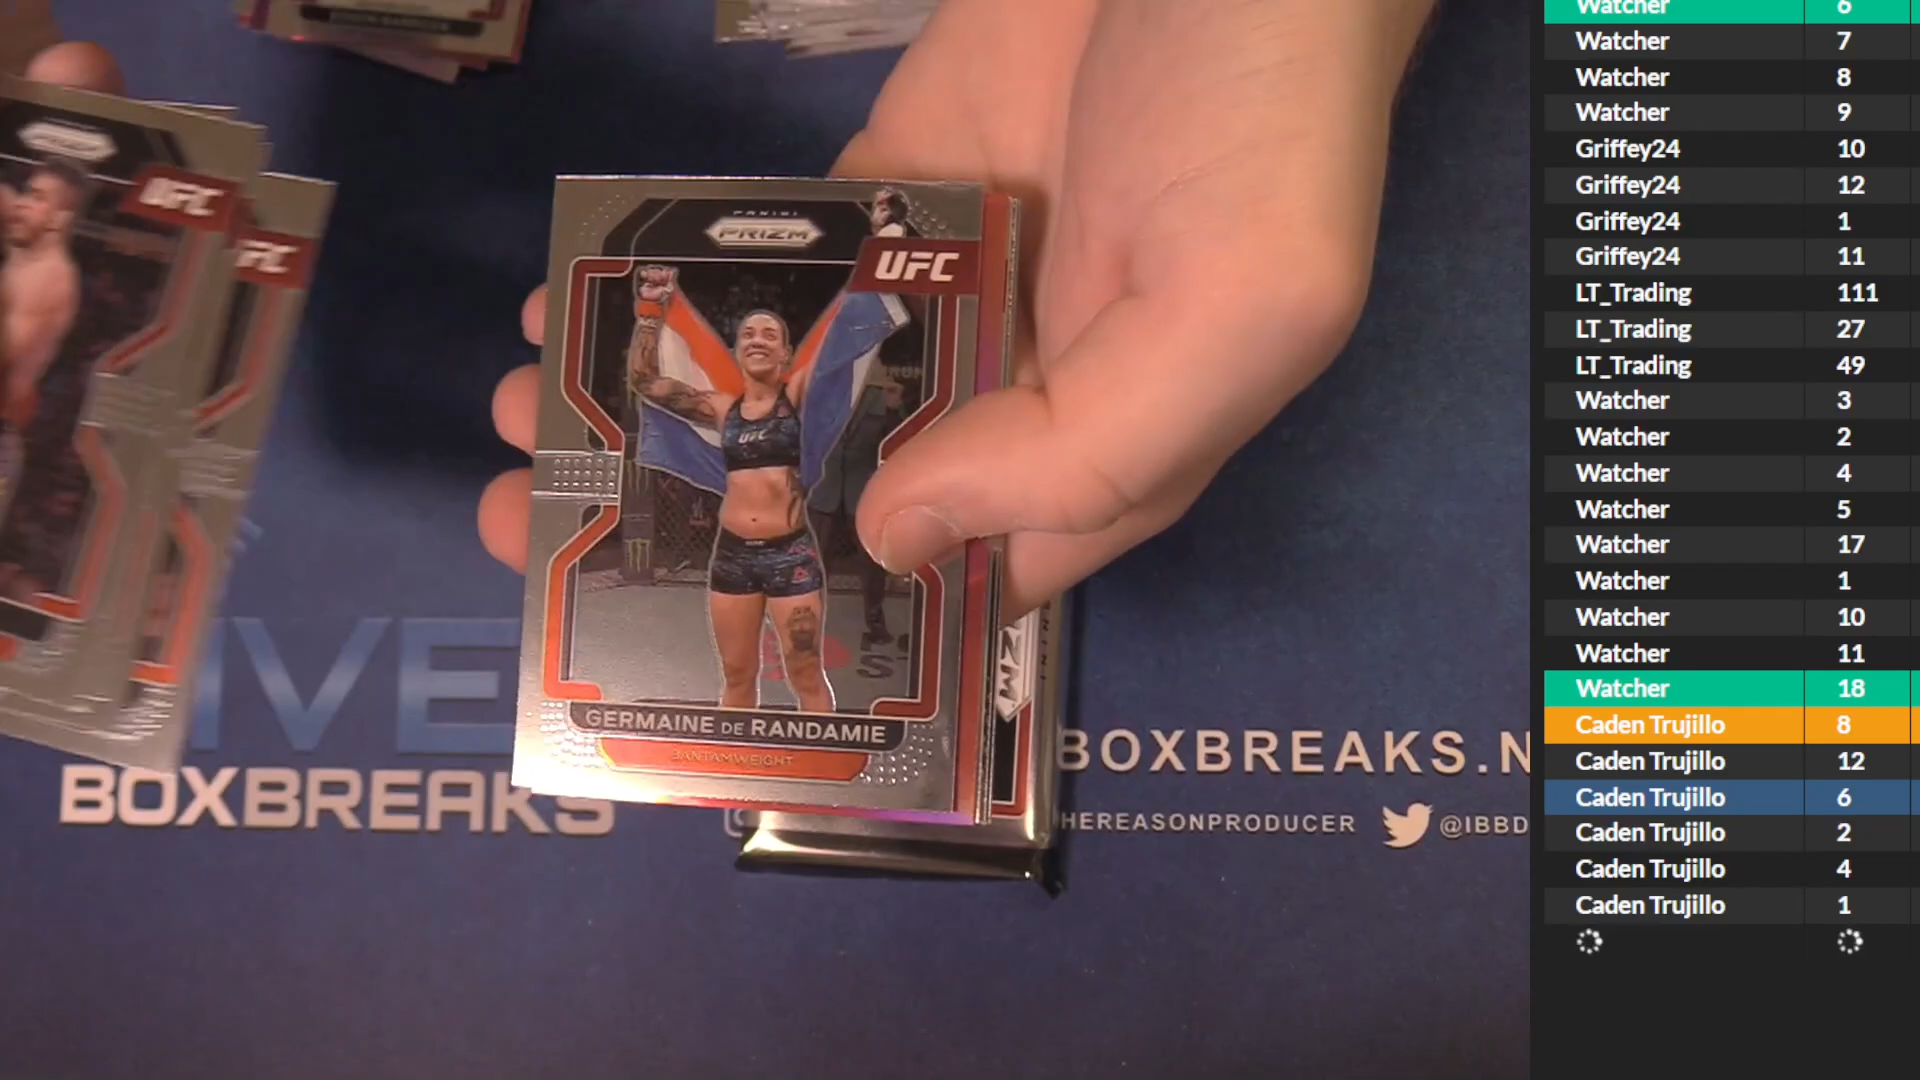 UFC
FC
PANINI
PRIZM
UFC
UFC
GERMAINE DE RANDAMIE
BANTAMWEIGHT
IVE
BOXBREAKS
BOXBREAKS.N
HEREASONPRODUCER
@IBBD
Watcher 6
Watcher 7
Watcher 8
Watcher 9
Griffey24 10
Griffey24 12
Griffey24 1
Griffey24 11
LT_Trading 111
LT_Trading 27
LT_Trading 49
Watcher 3
Watcher 2
Watcher 4
Watcher 5
Watcher 17
Watcher 1
Watcher 10
Watcher 11
Watcher 18
Caden Trujillo 8
Caden Trujillo 12
Caden Trujillo 6
Caden Trujillo 2
Caden Trujillo 4
Caden Trujillo 1